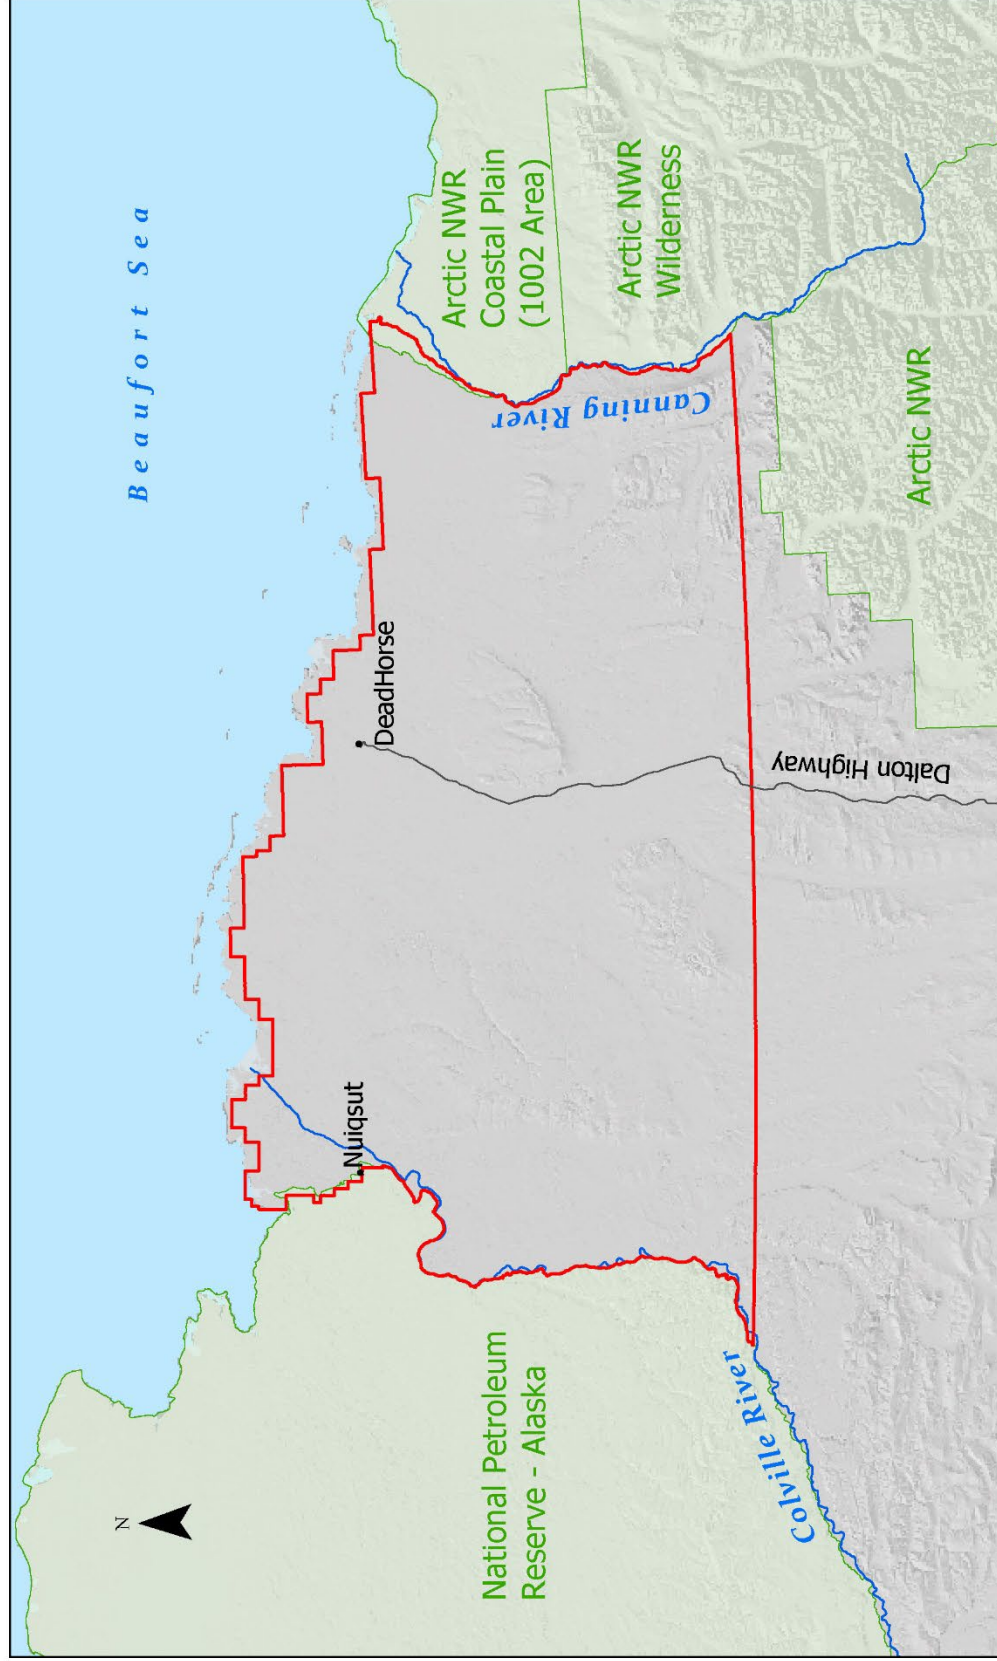 Beaufort Sea
N
Nuiqsut
DeadHorse
Arctic NWR
Coastal Plain
(1002 Area)
National Petroleum
Reserve - Alaska
Canning River
Arctic NWR
Wilderness
Colville River
Dalton Highway
Arctic NWR